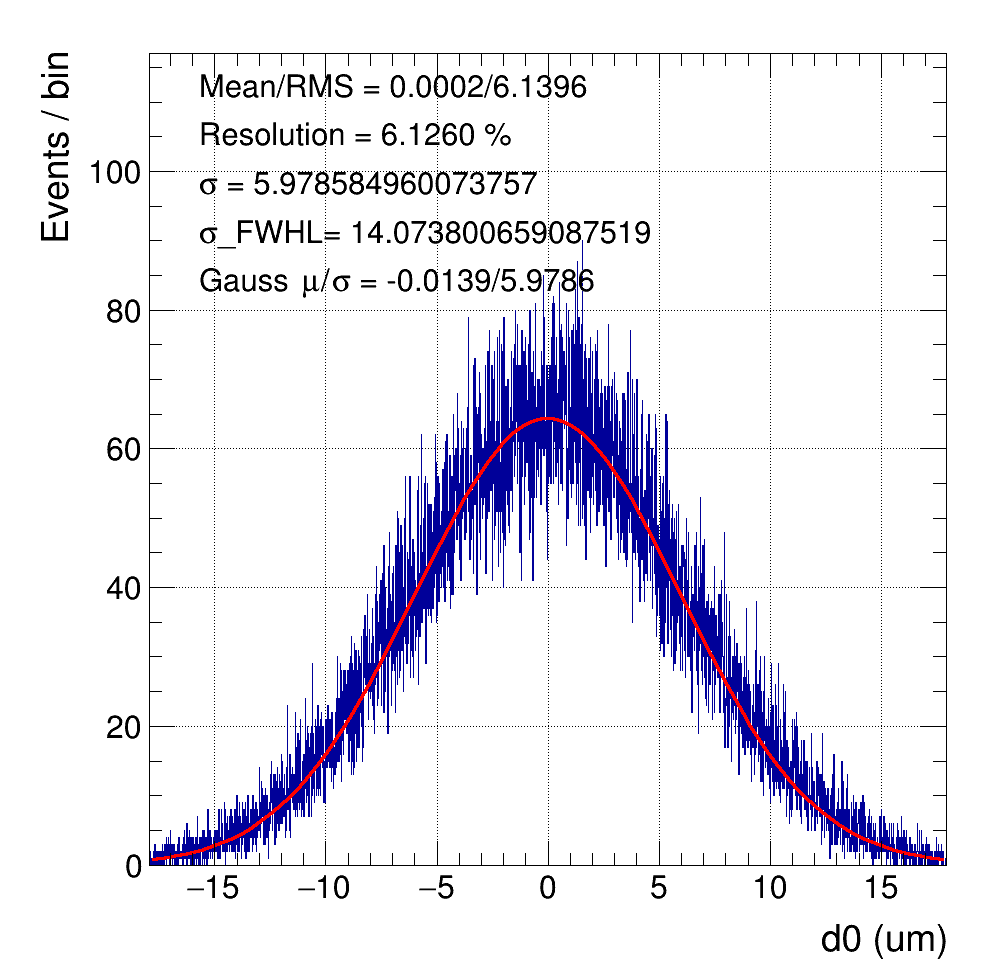 Events / bin
Mean/RMS = 0.0002/6.1396
Resolution = 6.1260 %
σ = 5.978584960073757
σ_FWHL= 14.073800659087519
Gauss μ/σ = -0.0139/5.9786
100
80
60
40
20
0
−15 −10 −5 0 5 10 15
d0 (um)